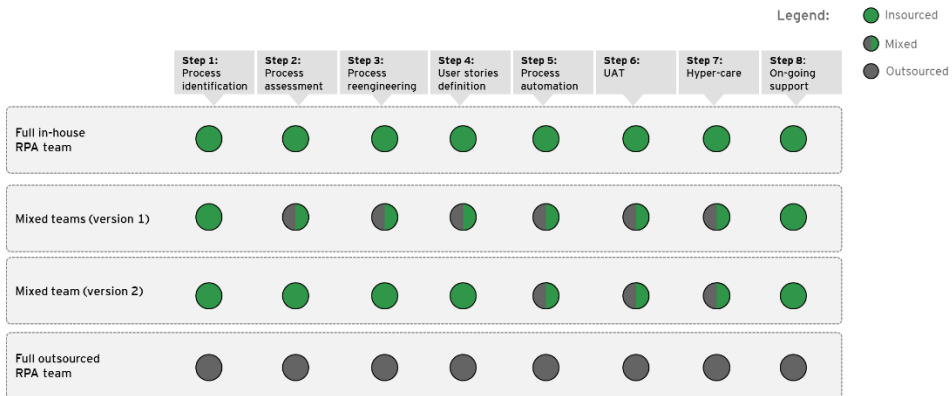 Legend:
Insourced
Mixed
Outsourced
Step 1:
Process
identification
Step 2:
Process
assessment
Step 3:
Process
reengineering
Step 4:
User stories
definition
Step 5:
Process
automation
Step 6:
UAT
Step 7:
Hyper-care
Step 8:
On-going
support
Full in-house
RPA team
Mixed teams (version 1)
Mixed team (version 2)
Full outsourced
RPA team